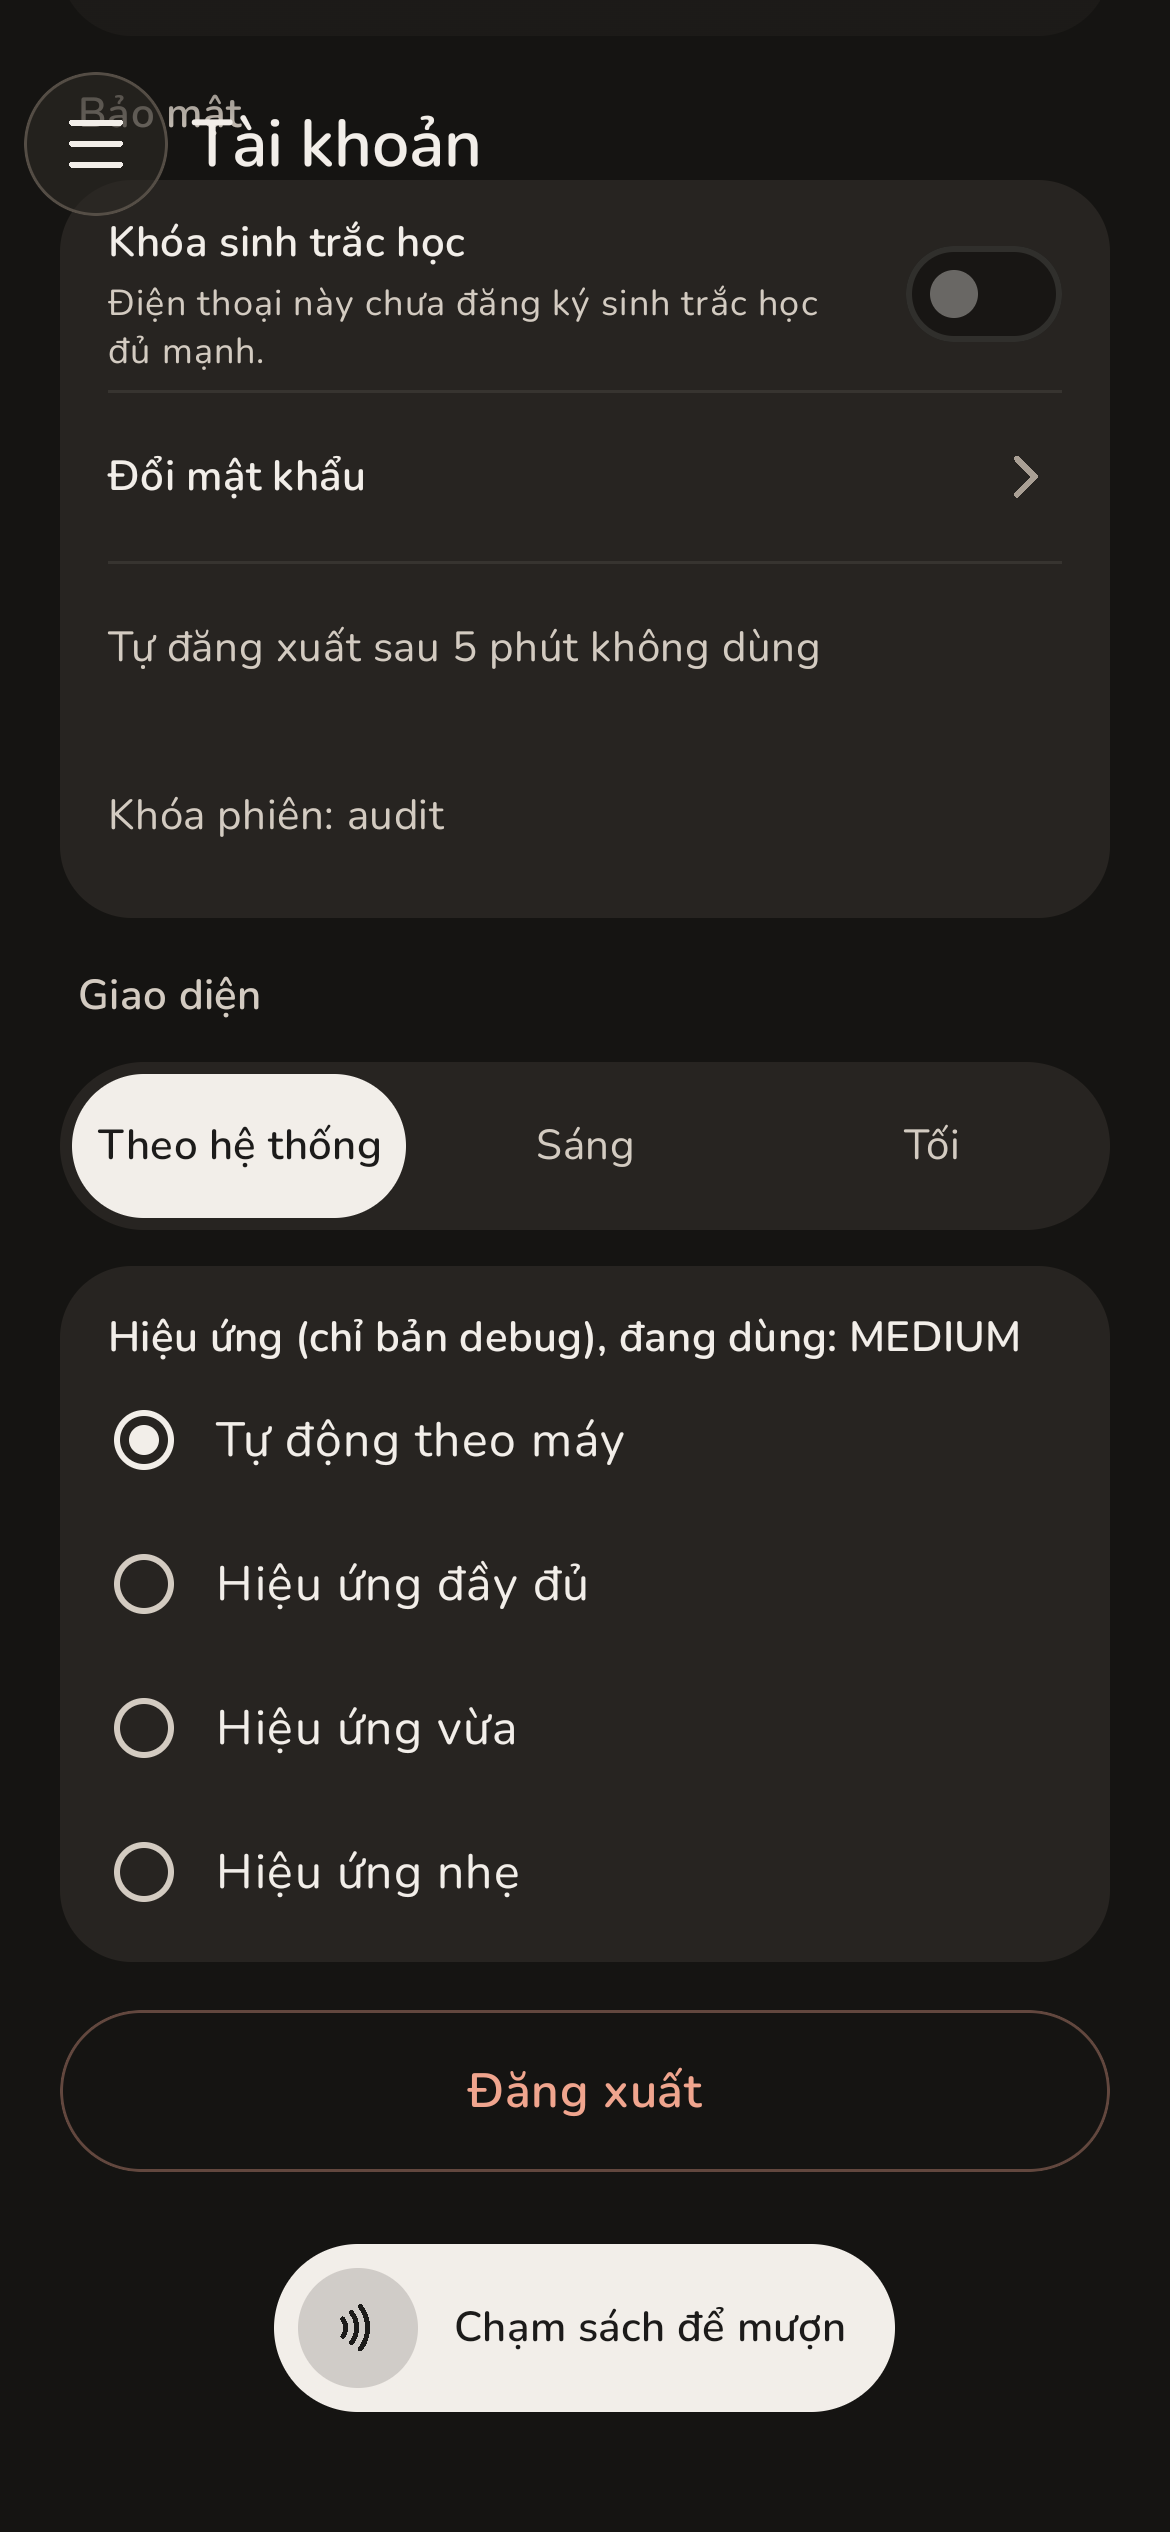 Bảo mật
Tài khoản
Khóa sinh trắc học
Điện thoại này chưa đăng ký sinh trắc học
đủ mạnh.
Đổi mật khẩu
Tự đăng xuất sau 5 phút không dùng
Khóa phiên: audit
Giao diện
Theo hệ thống
Sáng
Tối
Hiệu ứng (chỉ bản debug), đang dùng: MEDIUM
Tự động theo máy
Hiệu ứng đầy đủ
Hiệu ứng vừa
Hiệu ứng nhẹ
Đăng xuất
Chạm sách để mượn